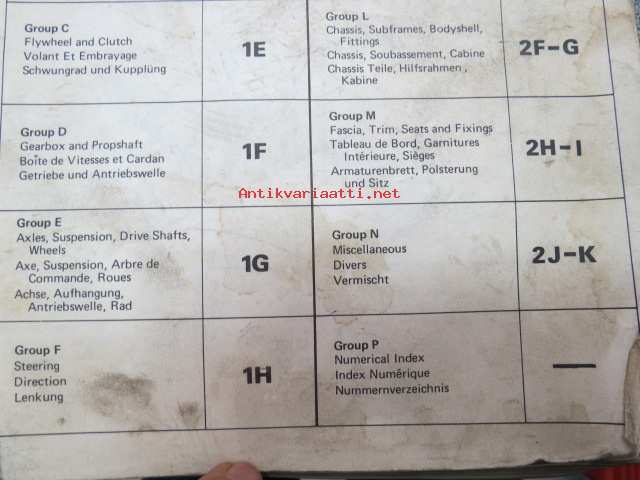 Group C
Flywheel and Clutch
Volant Et Embrayage
Schwungrad und Kupplüng
1E
Group D
Gearbox and Propshaft
Boîte de Vitesses et Cardan
Getriebe und Antriebswelle
1F
Group E
Axles, Suspension, Drive Shafts,
Wheels
Axe, Suspension, Arbre de
Commande, Roues
Achse, Aufhangung,
Antriebswelle, Rad
1G
Group F
Steering
Direction
Lenkung
1H
Group L
Chassis, Subframes, Bodyshell,
Fittings
Chassis, Soubassement, Cabine
Chassis Teile, Hilfsrahmen,
Kabine
2F-G
Group M
Fascia, Trim, Seats and Fixings
Tableau de Bord, Garnitures
Intérieure, Sièges
Armaturenbrett, Polsterung
und Sitz
2H-I
Group N
Miscellaneous
Divers
Vermischt
2J-K
Group P
Numerical Index
Index Numêrique
Nummernverzeichnis
—
Antikvariaatti.net